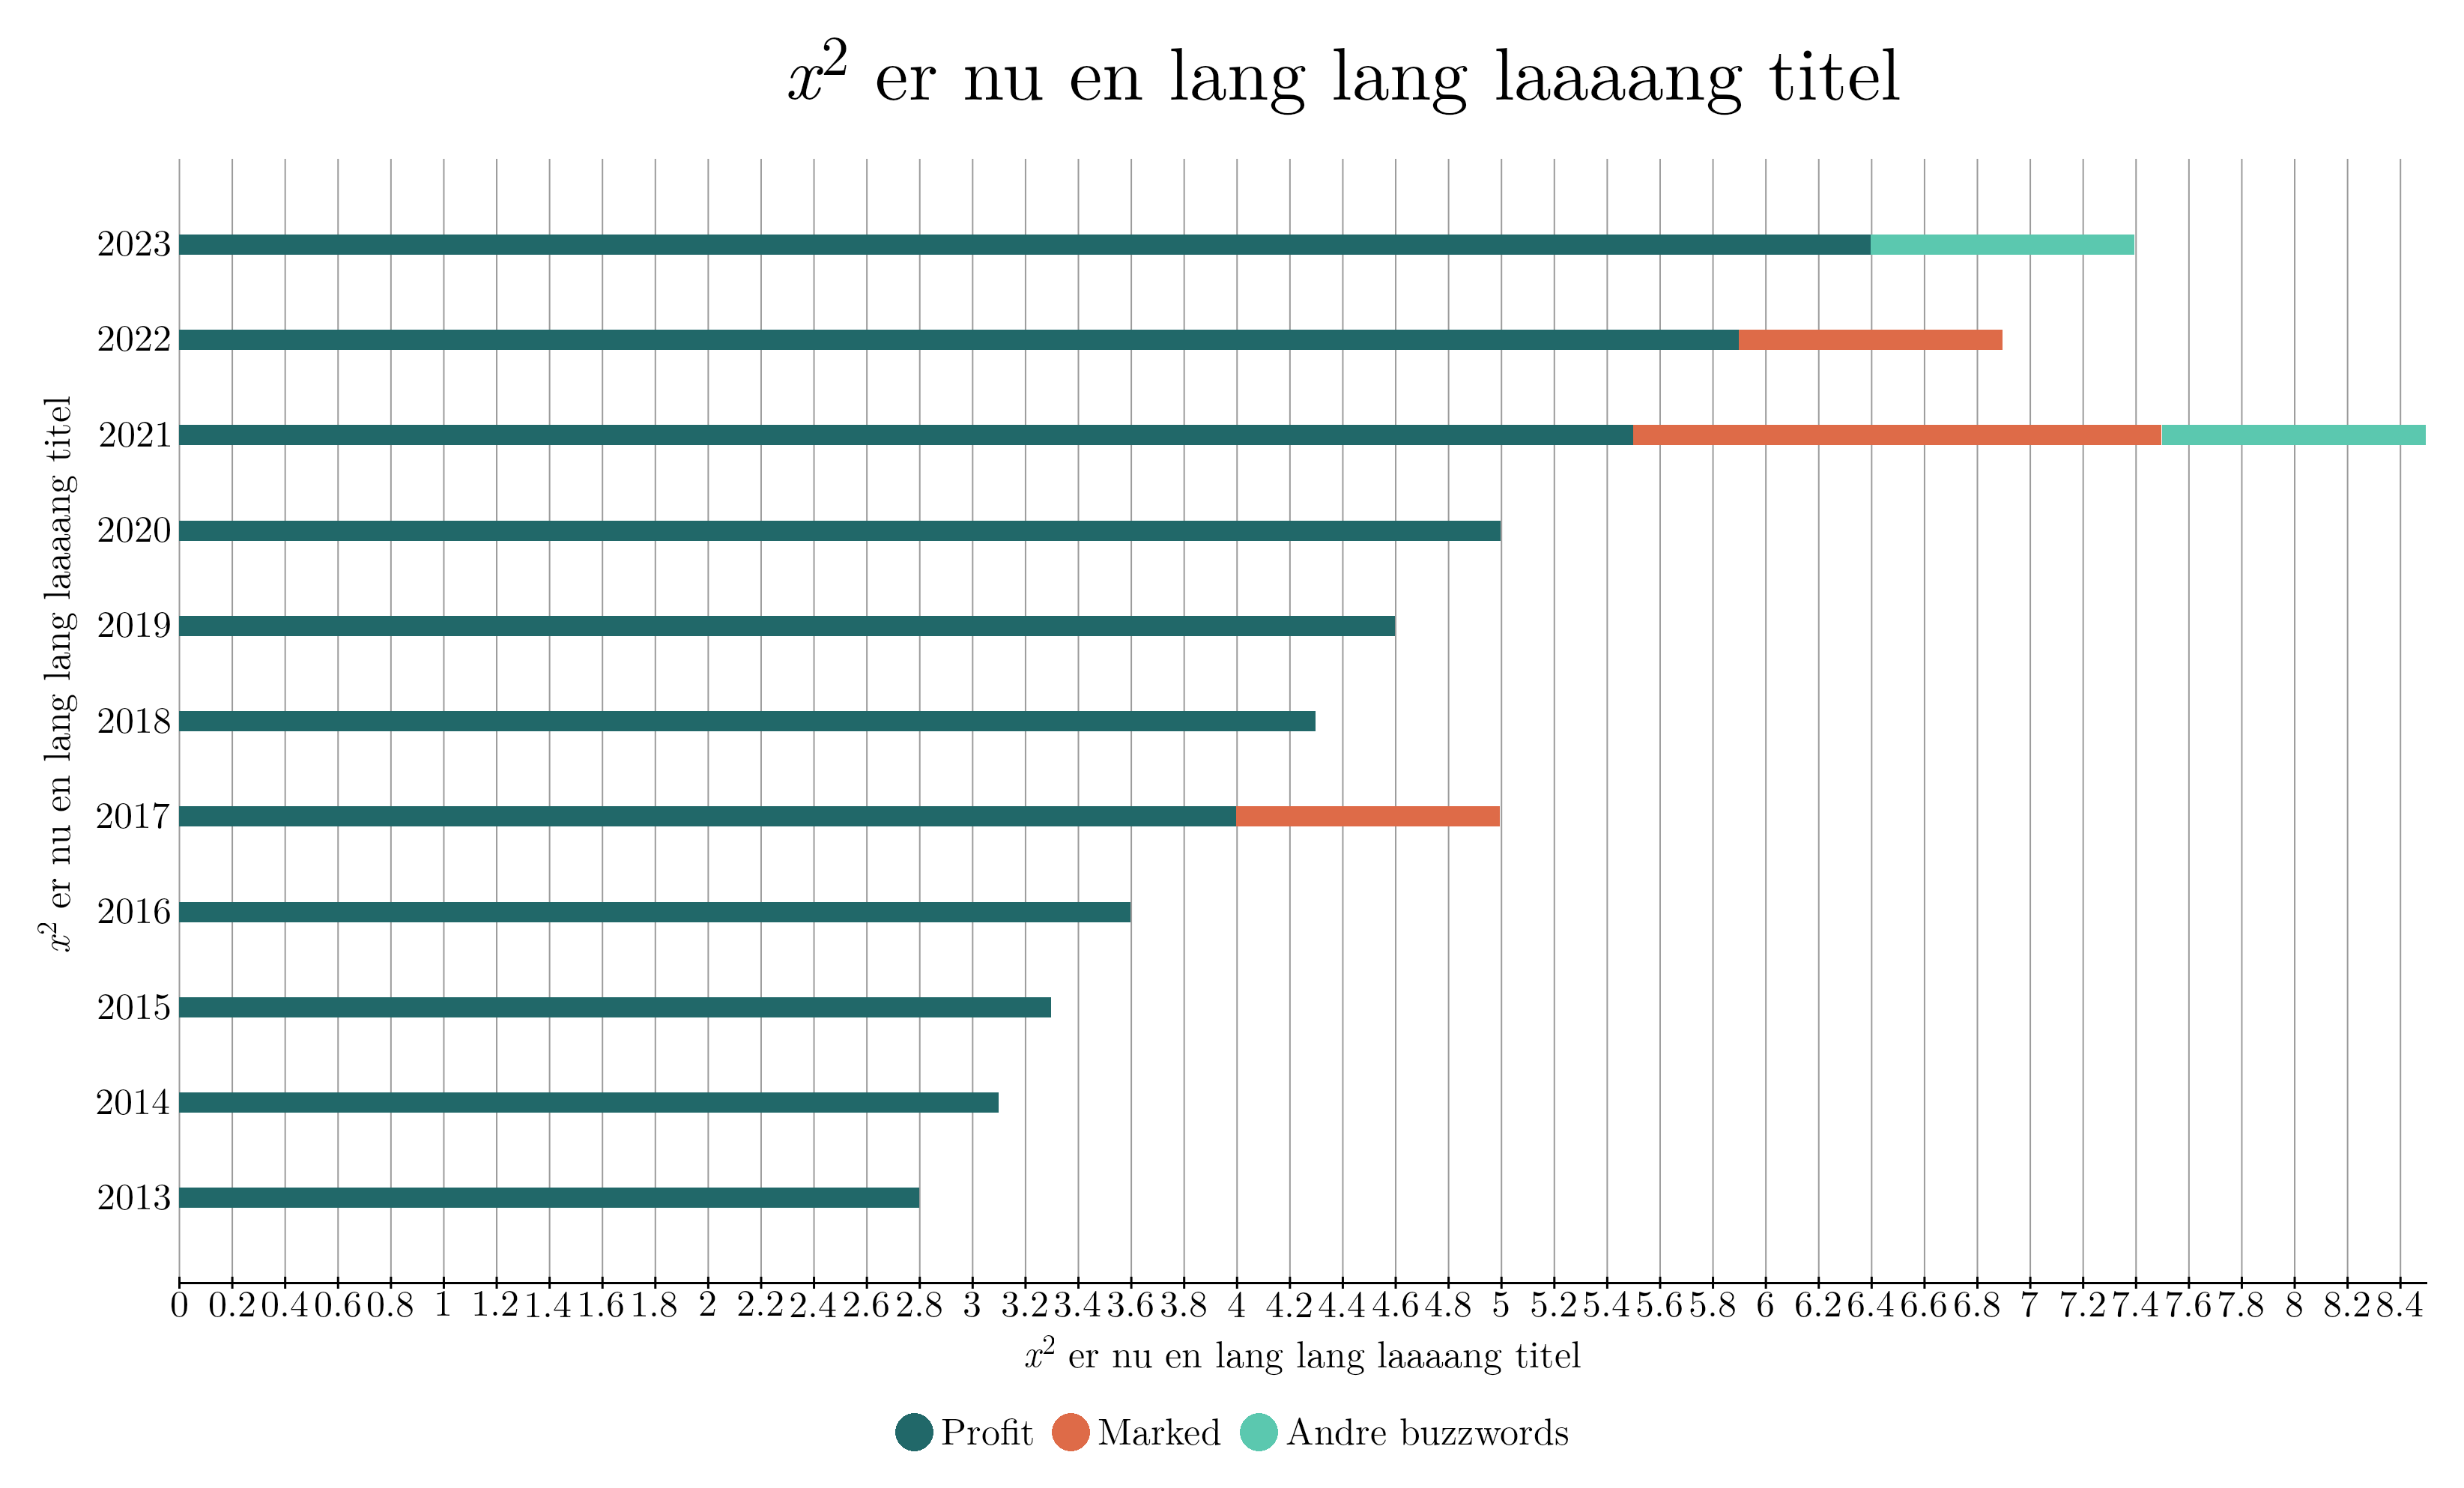 x² er nu en lang lang laaaang titel
x² er nu en lang lang laaaang titel
2023
2022
2021
2020
2019
2018
2017
2016
2015
2014
2013
0 0.2 0.4 0.6 0.8 1 1.2 1.4 1.6 1.8 2 2.2 2.4 2.6 2.8 3 3.2 3.4 3.6 3.8 4 4.2 4.4 4.6 4.8 5 5.2 5.4 5.6 5.8 6 6.2 6.4 6.6 6.8 7 7.2 7.4 7.6 7.8 8 8.2 8.4
x² er nu en lang lang laaaang titel
Profit Marked Andre buzzwords